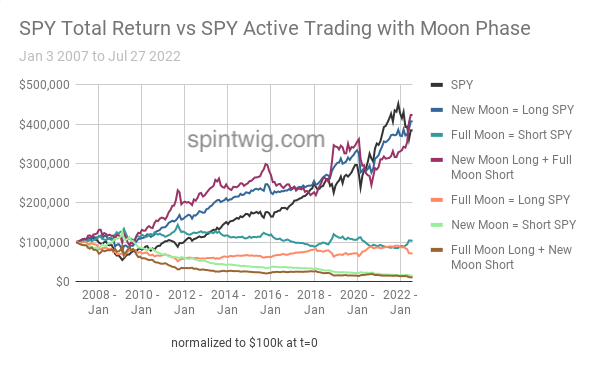 SPY Total Return vs SPY Active Trading with Moon Phase
Jan 3 2007 to Jul 27 2022
$500,000
$400,000
$300,000
$200,000
$100,000
$0
spintwig.com
2008 -
Jan
2010 -
Jan
2012 -
Jan
2014 -
Jan
2016 -
Jan
2018 -
Jan
2020 -
Jan
2022 -
Jan
SPY
New Moon = Long SPY
Full Moon = Short SPY
New Moon Long + Full
Moon Short
Full Moon = Long SPY
New Moon = Short SPY
Full Moon Long + New
Moon Short
normalized to $100k at t=0